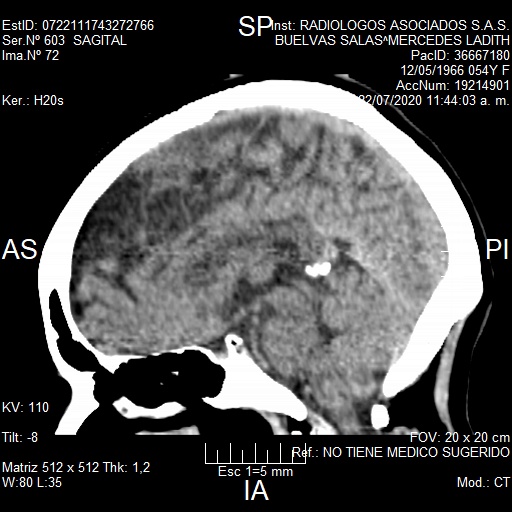 EstID: 0722111743272766
Ser.Nº 603 SAGITAL
Ima.Nº 72
Ker.: H20s
SP
Inst: RADIOLOGOS ASOCIADOS S.A.S.
BUELVAS SALAS^MERCEDES LADITH
PacID: 36667180
12/05/1966 054Y F
AccNum: 19214901
22/07/2020 11:44:03 a. m.
AS
PI
KV: 110
Tilt: -8
Matriz 512 x 512 Thk: 1,2
W:80 L:35
Esc 1=5 mm
IA
FOV: 20 x 20 cm
Ref.: NO TIENE MEDICO SUGERIDO
Mod.: CT